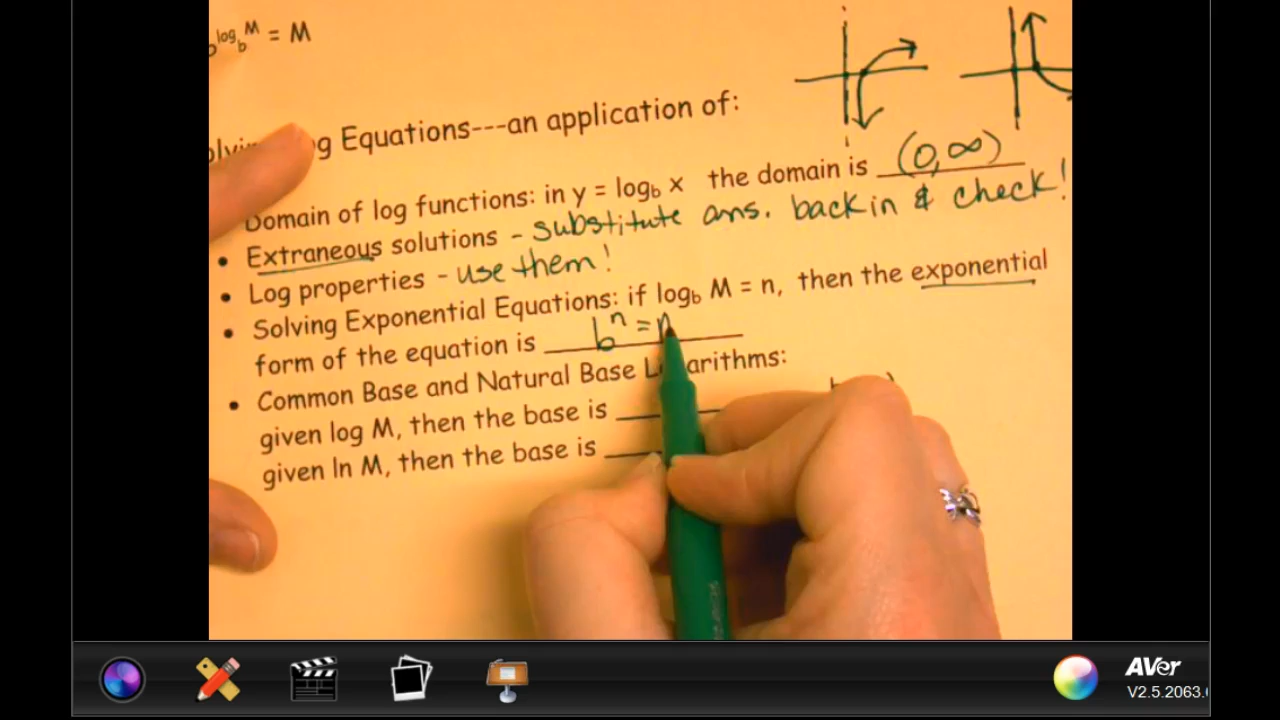 log_b M = M
Equations---an application of:
Domain of log functions: in y = log_b x the domain is (0, ∞)
• Extraneous solutions - substitute ans. back in & check!
• Log properties - use them!
• Solving Exponential Equations: if log_b M = n, then the exponential
form of the equation is b^n =
• Common Base and Natural Base Logarithms:
given log M, then the base is
given ln M, then the base is
AVer
V2.5.2063.